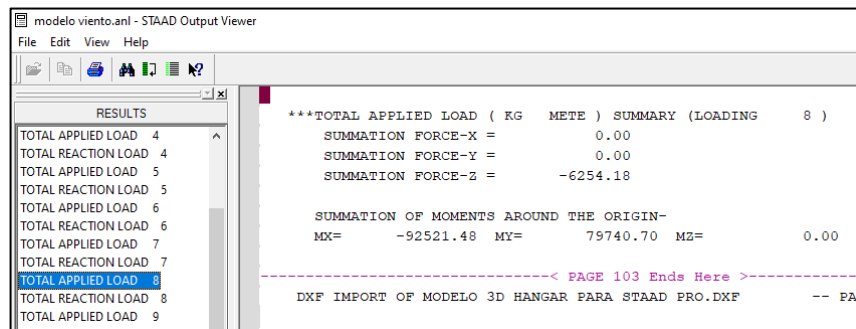 modelo viento.anl - STAAD Output Viewer
File Edit View Help
RESULTS
TOTAL APPLIED LOAD 4
TOTAL REACTION LOAD 4
TOTAL APPLIED LOAD 5
TOTAL REACTION LOAD 5
TOTAL APPLIED LOAD 6
TOTAL REACTION LOAD 6
TOTAL APPLIED LOAD 7
TOTAL REACTION LOAD 7
TOTAL APPLIED LOAD 8
TOTAL REACTION LOAD 8
TOTAL APPLIED LOAD 9
***TOTAL APPLIED LOAD ( KG METE ) SUMMARY (LOADING 8 )
SUMMATION FORCE-X = 0.00
SUMMATION FORCE-Y = 0.00
SUMMATION FORCE-Z = -6254.18
SUMMATION OF MOMENTS AROUND THE ORIGIN-
MX= -92521.48 MY= 79740.70 MZ= 0.00
------------------------------< PAGE 103 Ends Here >-----------
DXF IMPORT OF MODELO 3D HANGAR PARA STAAD PRO.DXF -- PA